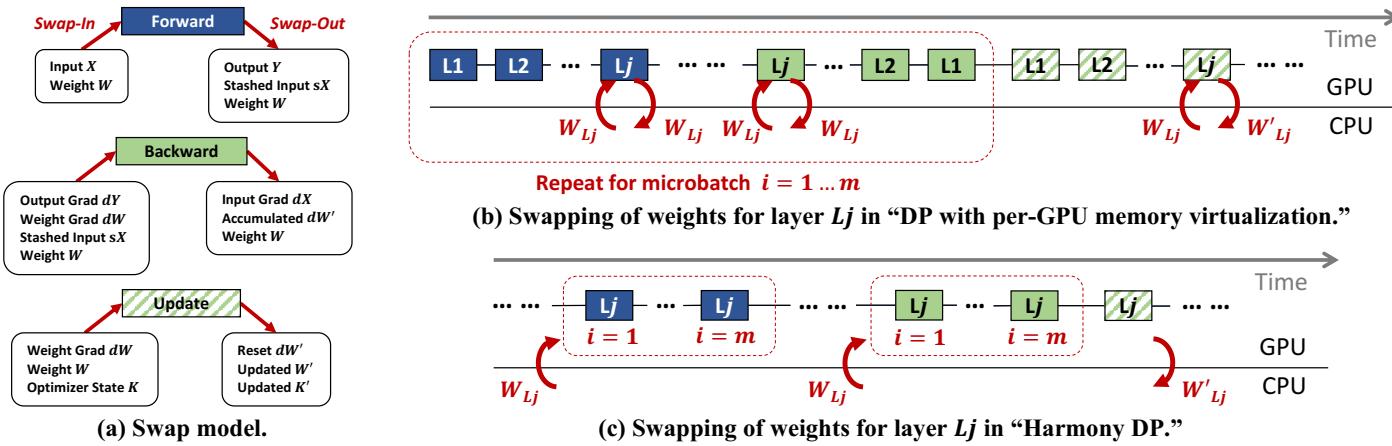 Swap-In
Forward
Swap-Out
Input X
Weight W
Output Y
Stashed Input sX
Weight W
Backward
Output Grad dY
Weight Grad dW
Stashed Input sX
Weight W
Input Grad dX
Accumulated dW'
Weight W
Update
Weight Grad dW
Weight W
Optimizer State K
Reset dW'
Updated W'
Updated K'
(a) Swap model.
Time
L1 L2 ... Lj ... ... Lj ... L2 L1 L1 L2 ... Lj ... ...
GPU
CPU
W_Lj W_Lj W_Lj W_Lj W_Lj W'_Lj
Repeat for microbatch i = 1 ... m
(b) Swapping of weights for layer Lj in “DP with per-GPU memory virtualization.”
Time
... ... Lj ... Lj ... ... Lj ... Lj Lj ... ...
i = 1 i = m i = 1 i = m
GPU
CPU
W_Lj W_Lj W'_Lj
(c) Swapping of weights for layer Lj in “Harmony DP.”